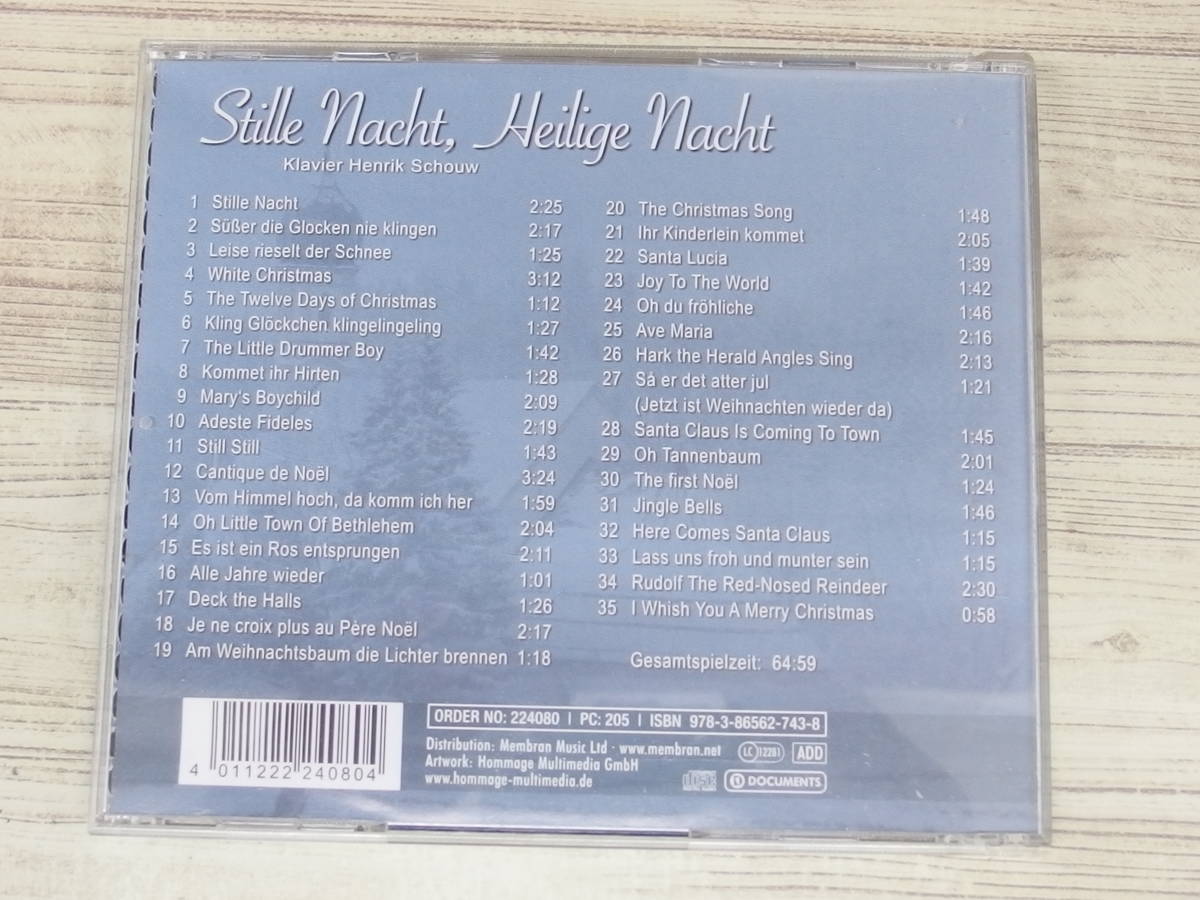 Stille Nacht, Heilige Nacht
Klavier Henrik Schouw
1 Stille Nacht 2:25
2 Süßer die Glocken nie klingen 2:17
3 Leise rieselt der Schnee 1:25
4 White Christmas 3:12
5 The Twelve Days of Christmas 1:12
6 Kling Glöckchen klingelingeling 1:27
7 The Little Drummer Boy 1:42
8 Kommet ihr Hirten 1:28
9 Mary's Boychild 2:09
10 Adeste Fideles 2:19
11 Still Still 1:43
12 Cantique de Noël 3:24
13 Vom Himmel hoch, da komm ich her 1:59
14 Oh Little Town Of Bethlehem 2:04
15 Es ist ein Ros entsprungen 2:11
16 Alle Jahre wieder 1:01
17 Deck the Halls 1:26
18 Je ne croix plus au Père Noël 2:17
19 Am Weihnachtsbaum die Lichter brennen 1:18
20 The Christmas Song 1:48
21 Ihr Kinderlein kommet 2:05
22 Santa Lucia 1:39
23 Joy To The World 1:42
24 Oh du fröhliche 1:46
25 Ave Maria 2:16
26 Hark the Herald Angles Sing 2:13
27 Så er det atter jul 1:21
(Jetzt ist Weihnachten wieder da)
28 Santa Claus Is Coming To Town 1:45
29 Oh Tannenbaum 2:01
30 The first Noël 1:24
31 Jingle Bells 1:46
32 Here Comes Santa Claus 1:15
33 Lass uns froh und munter sein 1:15
34 Rudolf The Red-Nosed Reindeer 2:30
35 I Whish You A Merry Christmas 0:58
Gesamtspielzeit: 64:59
4 011222 240804
ORDER NO: 224080 | PC: 205 | ISBN 978-3-86562-743-8
Distribution: Membran Music Ltd · www.membran.net
LC 12281
ADD
Artwork: Hommage Multimedia GmbH
www.hommage-multimedia.de
disc
DOCUMENTS